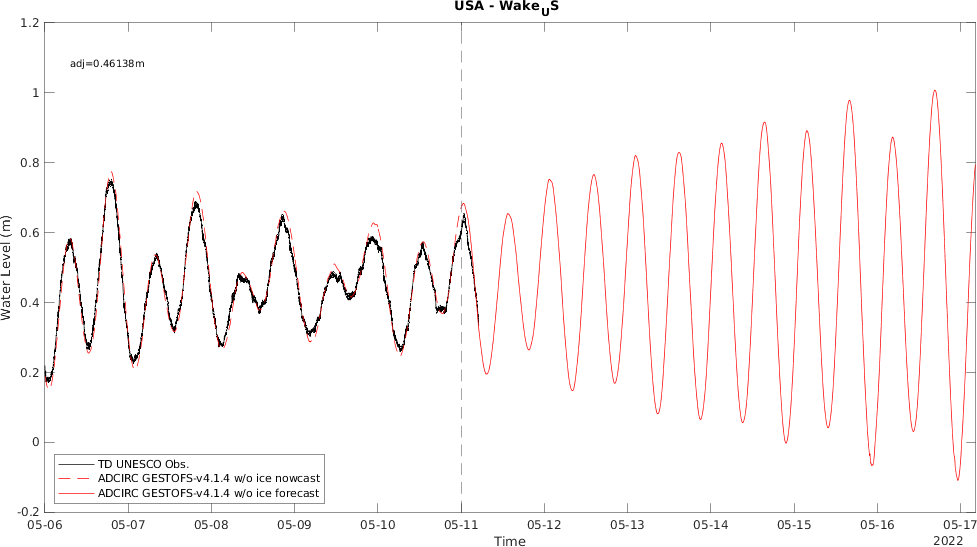 USA - WakeUS
1.2
1
0.8
0.6
0.4
0.2
0
-0.2
Water Level (m)
adj=0.46138m
TD UNESCO Obs.
ADCIRC GESTOFS-v4.1.4 w/o ice nowcast
ADCIRC GESTOFS-v4.1.4 w/o ice forecast
05-06 05-07 05-08 05-09 05-10 05-11 05-12 05-13 05-14 05-15 05-16 05-17
Time
2022